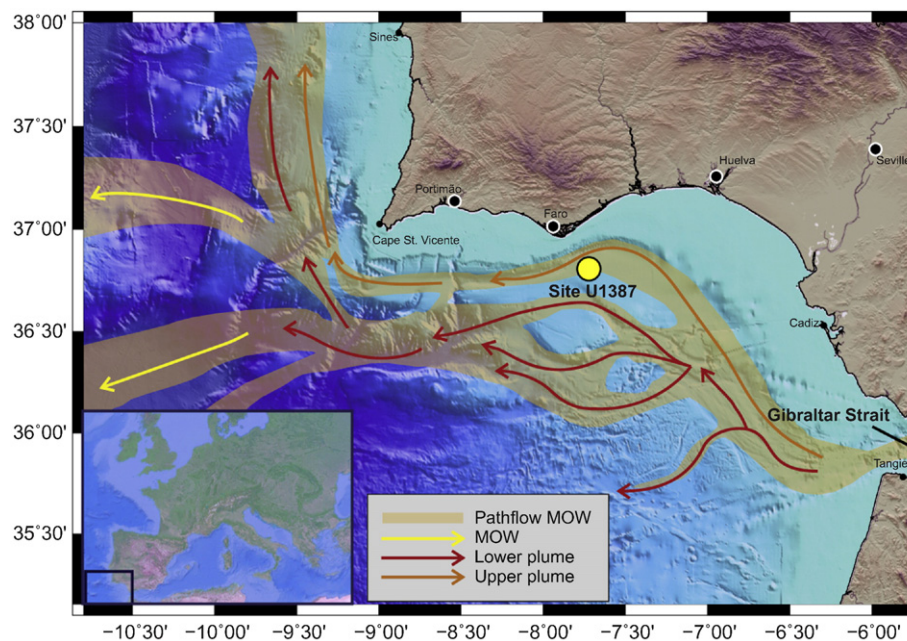 38°00'
37°30'
37°00'
36°30'
36°00'
35°30'
Sines
Huelva
Seville
Portimão
Faro
Cape St. Vicente
Site U1387
Cadiz
Gibraltar Strait
Tangier
Pathflow MOW
MOW
Lower plume
Upper plume
−10°30' −10°00' −9°30' −9°00' −8°30' −8°00' −7°30' −7°00' −6°30' −6°00'